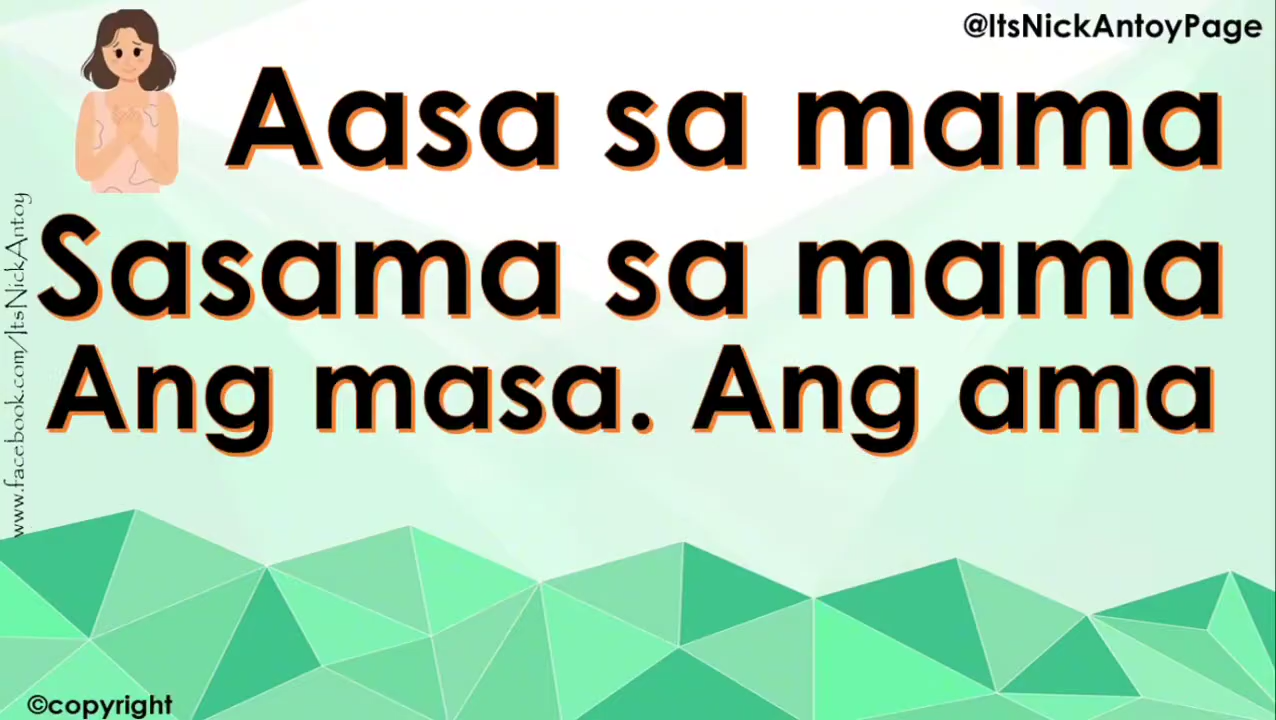 @ItsNickAntoyPage
Aasa sa mama
Sasama sa mama
Ang masa. Ang ama
www.facebook.com/ItsNickAntoy
©copyright